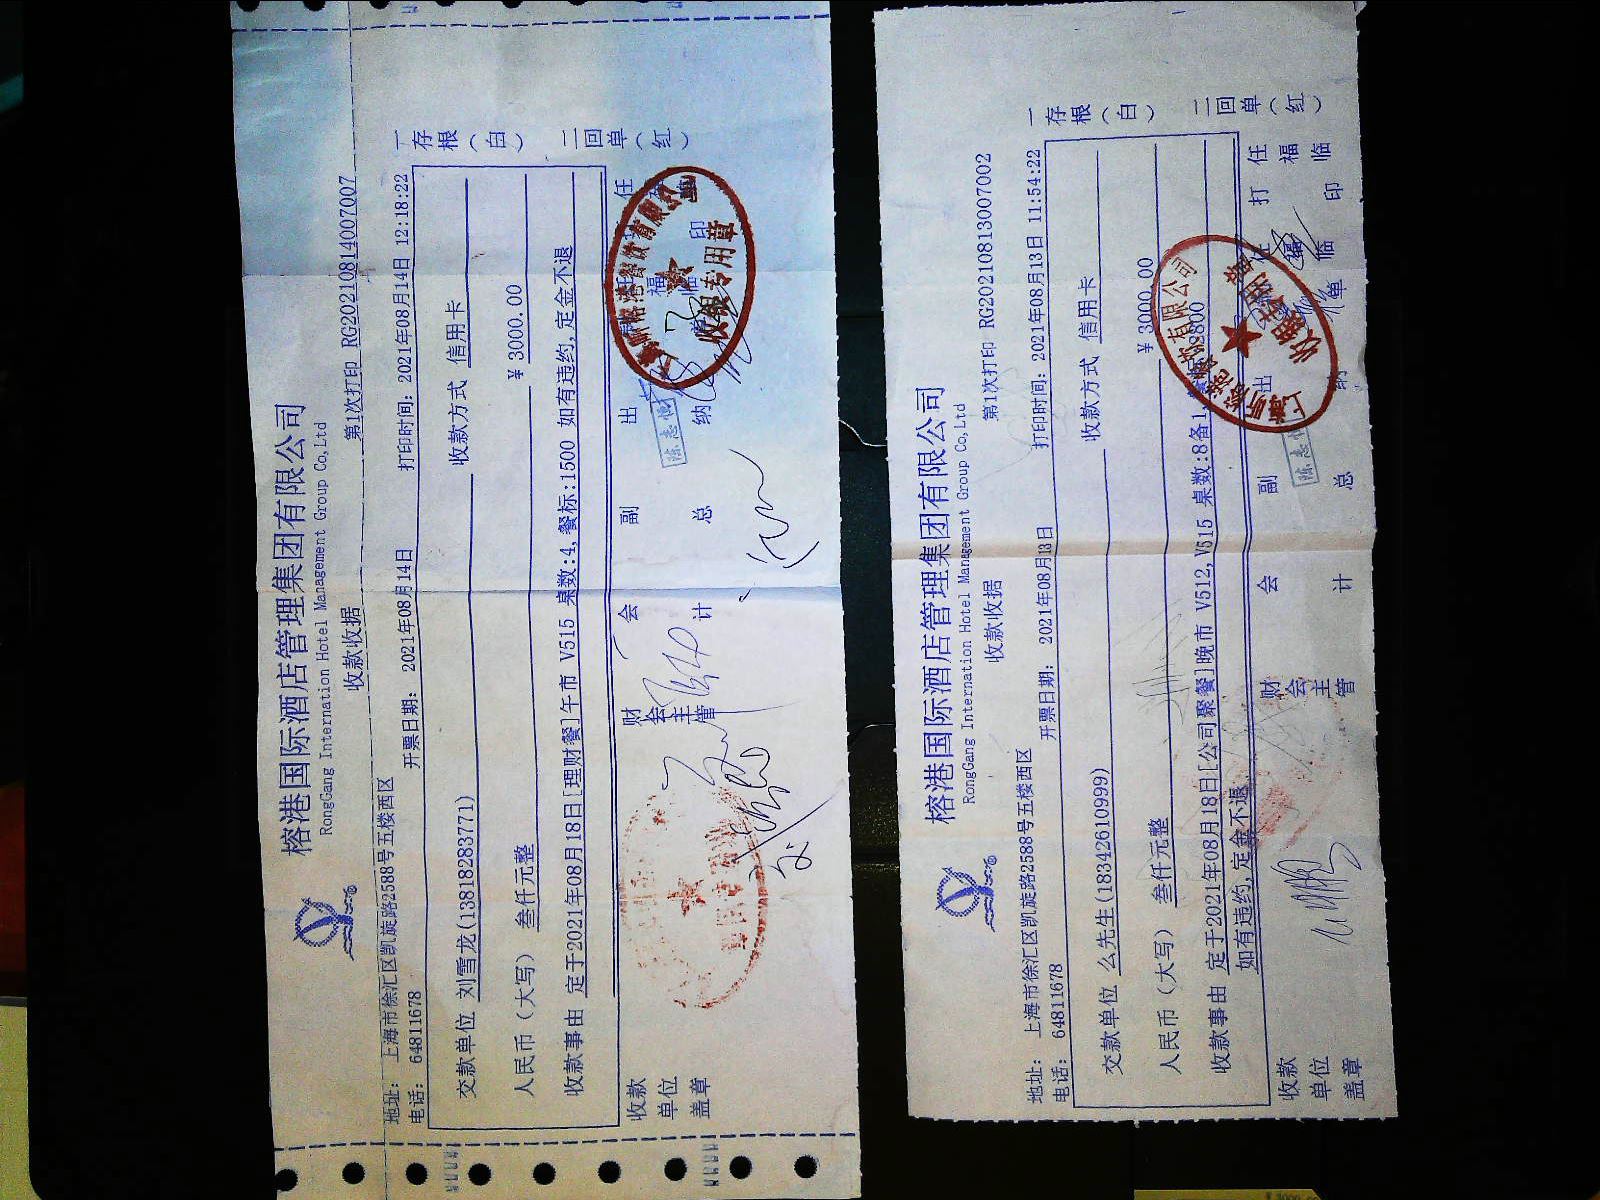 榕港国际酒店管理集团有限公司
RongGang Internation Hotel Management Group Co,Ltd
收款收据
第1次打印 RG20210814007007
地址: 上海市徐汇区凯旋路2588号五楼西区
电话: 64811678
开票日期: 2021年08月14日
打印时间: 2021年08月14日 12:18:22
交款单位 刘雪龙(13818283771)
收款方式 信用卡
人民币(大写) 叁仟元整
¥ 3000.00
收款事由 定于2021年08月18日[理财餐]午市 V515 桌数:4,餐标:1500 如有违约,定金不退
一存根(白)
二回单(红)
收款单位盖章
财会主管
会计
副总
出纳
陈志
收银专用章
榕港国际酒店管理集团有限公司
RongGang Internation Hotel Management Group Co,Ltd
收款收据
第1次打印 RG20210813007002
地址: 上海市徐汇区凯旋路2588号五楼西区
电话: 64811678
开票日期: 2021年08月13日
打印时间: 2021年08月13日 11:54:22
交款单位 么先生(18342610999)
收款方式 信用卡
人民币(大写) 叁仟元整
¥ 3000.00
收款事由 定于2021年08月18日[公司聚餐]晚市 V512,V515 桌数:8备1
如有违约,定金不退
一存根(白)
二回单(红)
收款单位盖章
财会主管
会计
副总
出纳
打印
任福临
陈志